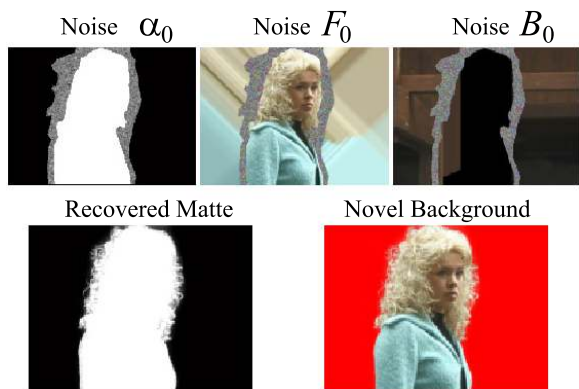 Noise α₀
Noise F₀
Noise B₀
Recovered Matte
Novel Background